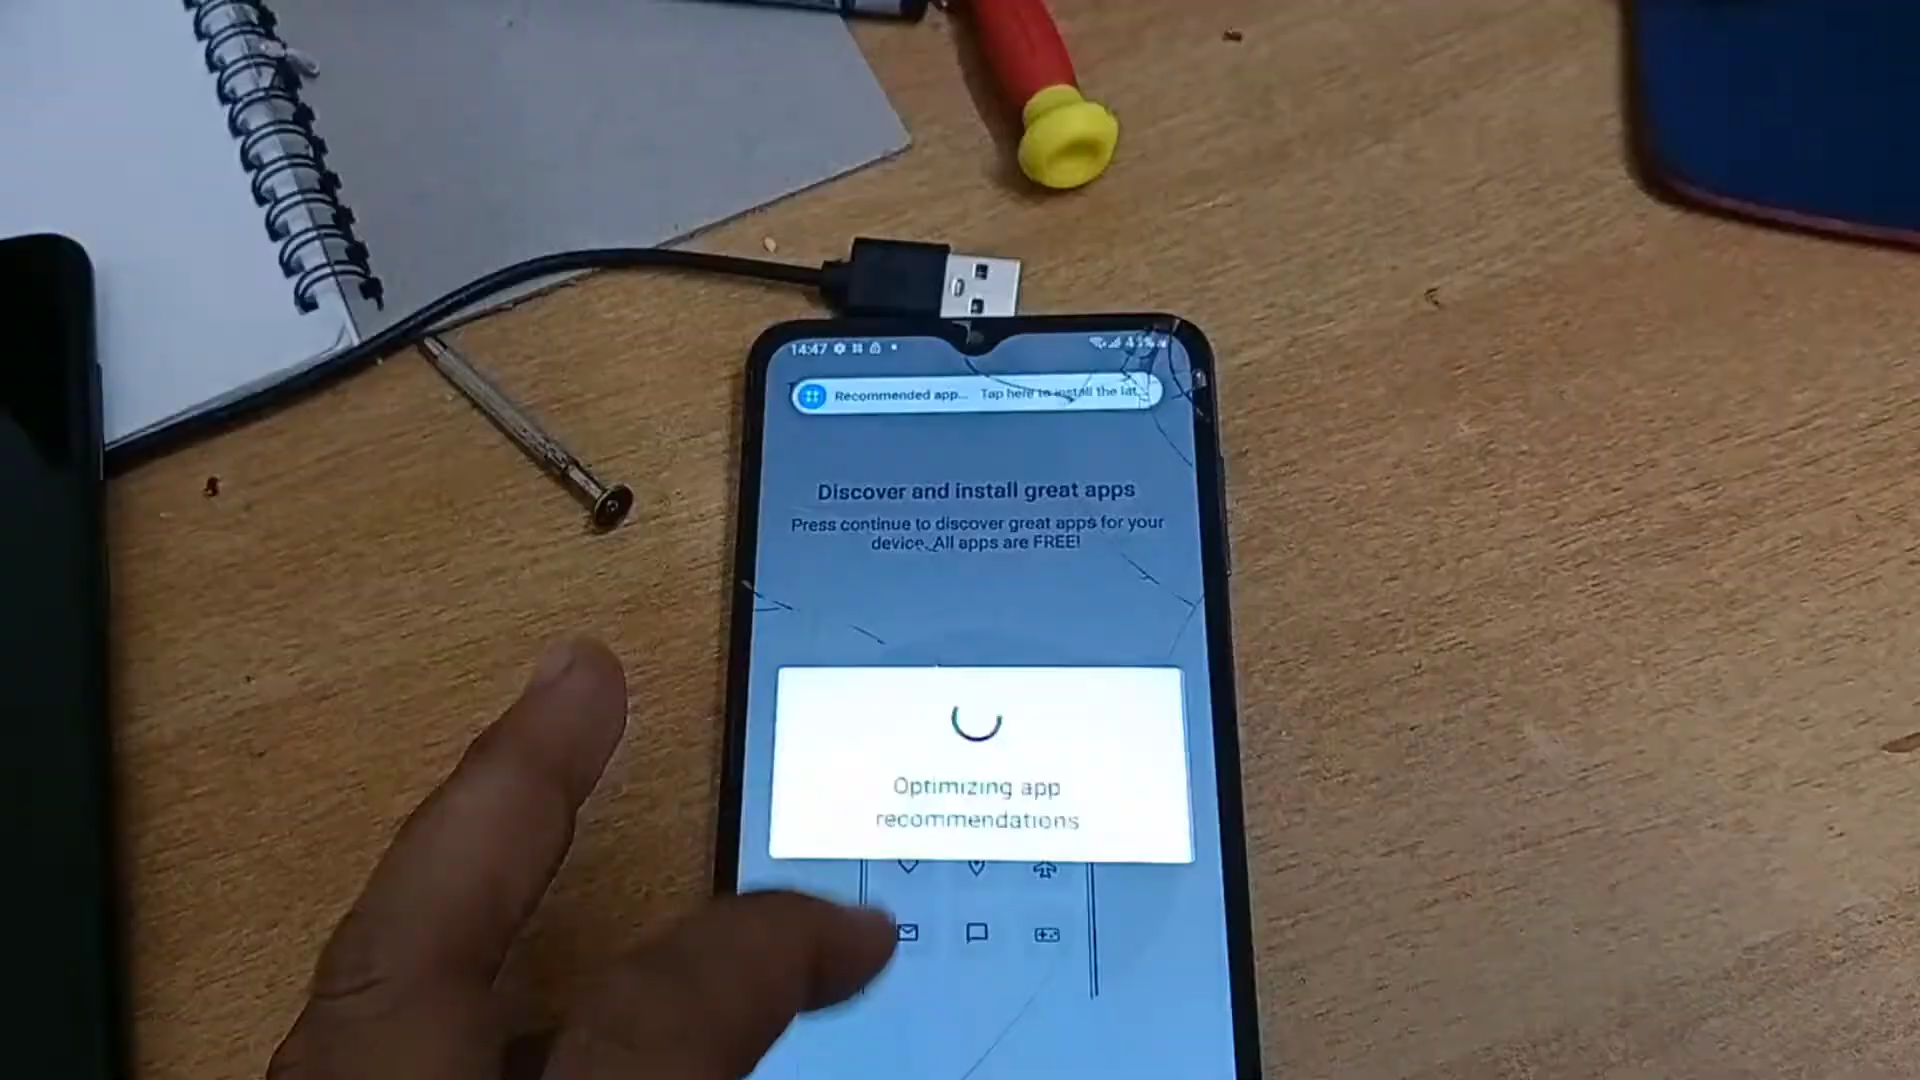 14:47
Recommended app... Tap here to install the lat...
Discover and install great apps
Press continue to discover great apps for your
device. All apps are FREE!
Optimizing app
recommendations